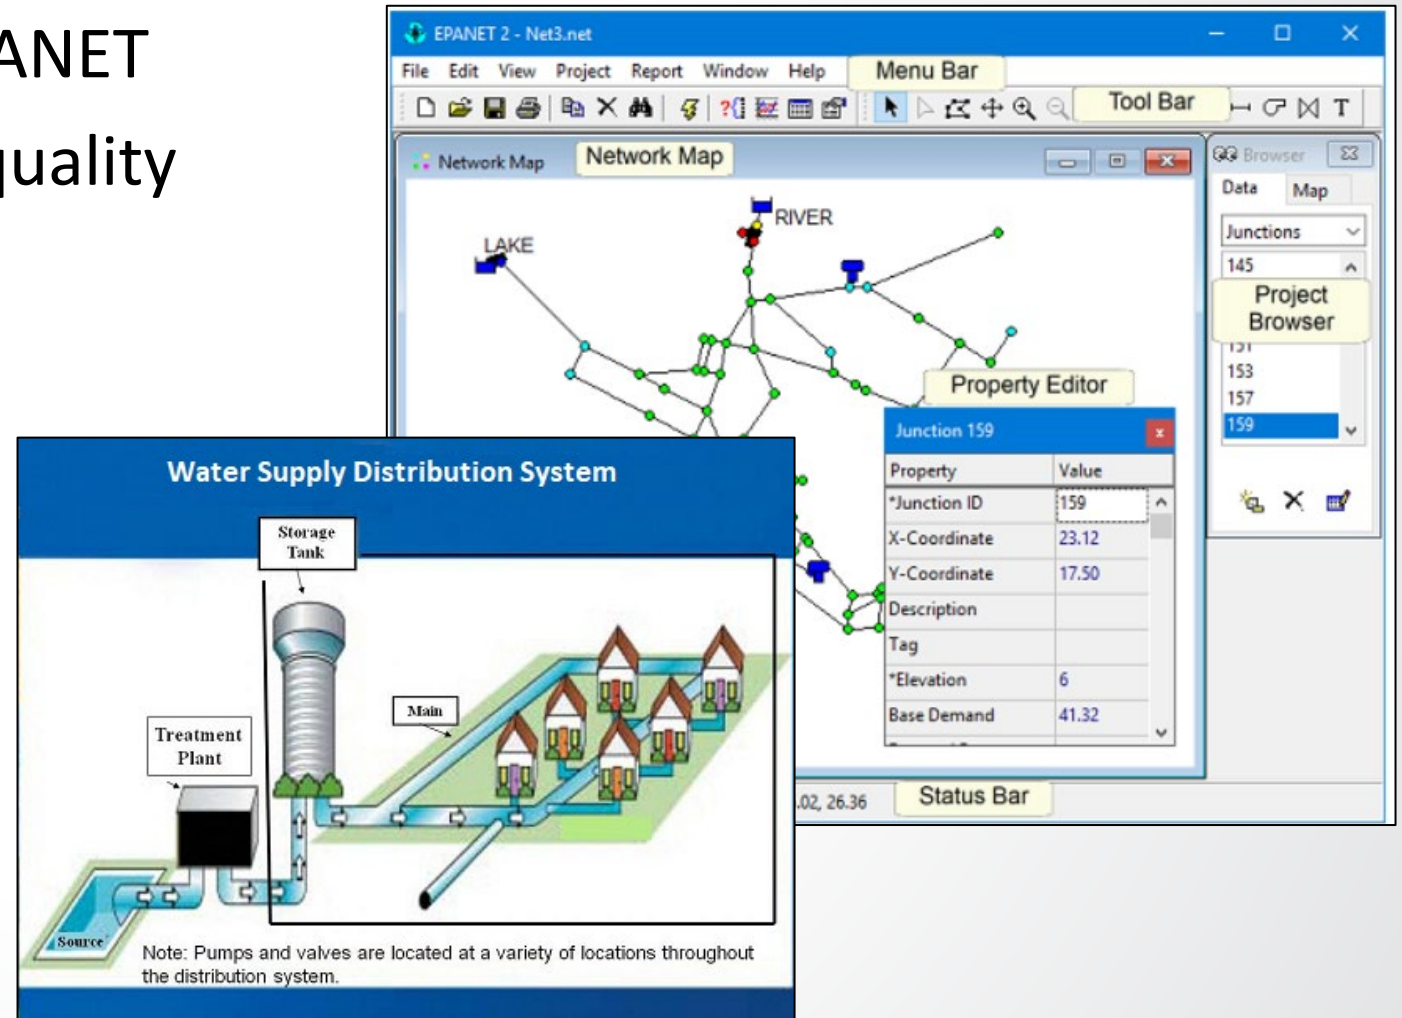 ANET
quality
EPANET 2 - Net3.net
File Edit View Project Report Window Help
Menu Bar
Tool Bar
T
Network Map
Network Map
RIVER
LAKE
Browser
Data Map
Junctions
145
Project
Browser
151
153
157
159
Property Editor
Junction 159
Property Value
*Junction ID 159
X-Coordinate 23.12
Y-Coordinate 17.50
Description
Tag
*Elevation 6
Base Demand 41.32
.02, 26.36
Status Bar
Water Supply Distribution System
Storage
Tank
Main
Treatment
Plant
Source
Note: Pumps and valves are located at a variety of locations throughout
the distribution system.